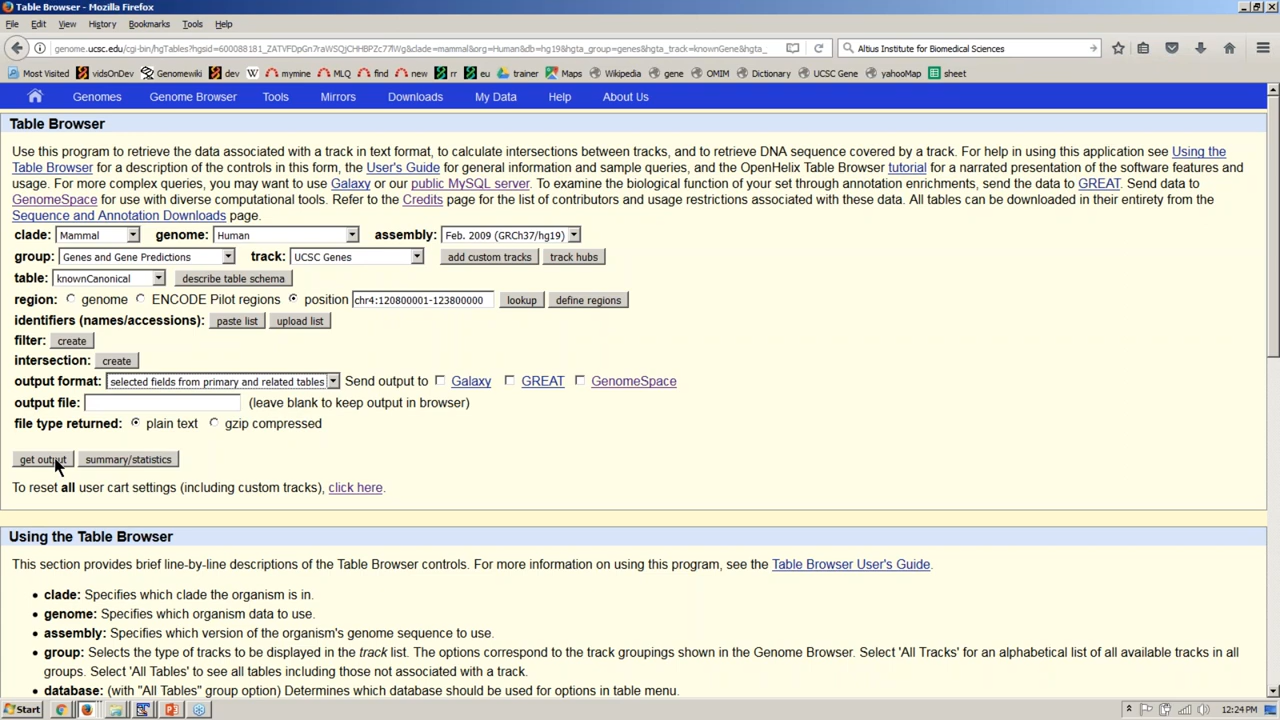 Table Browser - Mozilla Firefox
File Edit View History Bookmarks Tools Help
genome.ucsc.edu/cgi-bin/hgTables?hgsid=600088181_ZATVFDpGn7raWSQJCHHBPZc77lWg&clade=mammal&org=Human&db=hg19&hgta_group=genes&hgta_track=knownGene&hgta_ Altius Institute for Biomedical Sciences
Most Visited vidsOnDev Genomewiki dev mymine MLQ find new rr eu trainer Maps Wikipedia gene OMIM Dictionary UCSC Gene yahooMap sheet
Genomes Genome Browser Tools Mirrors Downloads My Data Help About Us
Table Browser
Use this program to retrieve the data associated with a track in text format, to calculate intersections between tracks, and to retrieve DNA sequence covered by a track. For help in using this application see Using the
Table Browser for a description of the controls in this form, the User's Guide for general information and sample queries, and the OpenHelix Table Browser tutorial for a narrated presentation of the software features and
usage. For more complex queries, you may want to use Galaxy or our public MySQL server. To examine the biological function of your set through annotation enrichments, send the data to GREAT. Send data to
GenomeSpace for use with diverse computational tools. Refer to the Credits page for the list of contributors and usage restrictions associated with these data. All tables can be downloaded in their entirety from the
Sequence and Annotation Downloads page.
clade: Mammal genome: Human assembly: Feb. 2009 (GRCh37/hg19)
group: Genes and Gene Predictions track: UCSC Genes add custom tracks track hubs
table: knownCanonical describe table schema
region: genome ENCODE Pilot regions position chr4:120800001-123800000 lookup define regions
identifiers (names/accessions): paste list upload list
filter: create
intersection: create
output format: selected fields from primary and related tables Send output to Galaxy GREAT GenomeSpace
output file: (leave blank to keep output in browser)
file type returned: plain text gzip compressed
get output summary/statistics
To reset all user cart settings (including custom tracks), click here.
Using the Table Browser
This section provides brief line-by-line descriptions of the Table Browser controls. For more information on using this program, see the Table Browser User's Guide.
• clade: Specifies which clade the organism is in.
• genome: Specifies which organism data to use.
• assembly: Specifies which version of the organism's genome sequence to use.
• group: Selects the type of tracks to be displayed in the track list. The options correspond to the track groupings shown in the Genome Browser. Select 'All Tracks' for an alphabetical list of all available tracks in all
groups. Select 'All Tables' to see all tables including those not associated with a track.
• database: (with "All Tables" group option) Determines which database should be used for options in table menu.
Start 12:24 PM